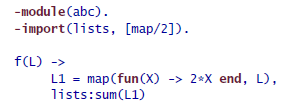 -module(abc).
-import(lists, [map/2]).
f(L) ->
L1 = map(fun(X) -> 2*X end, L),
lists:sum(L1)